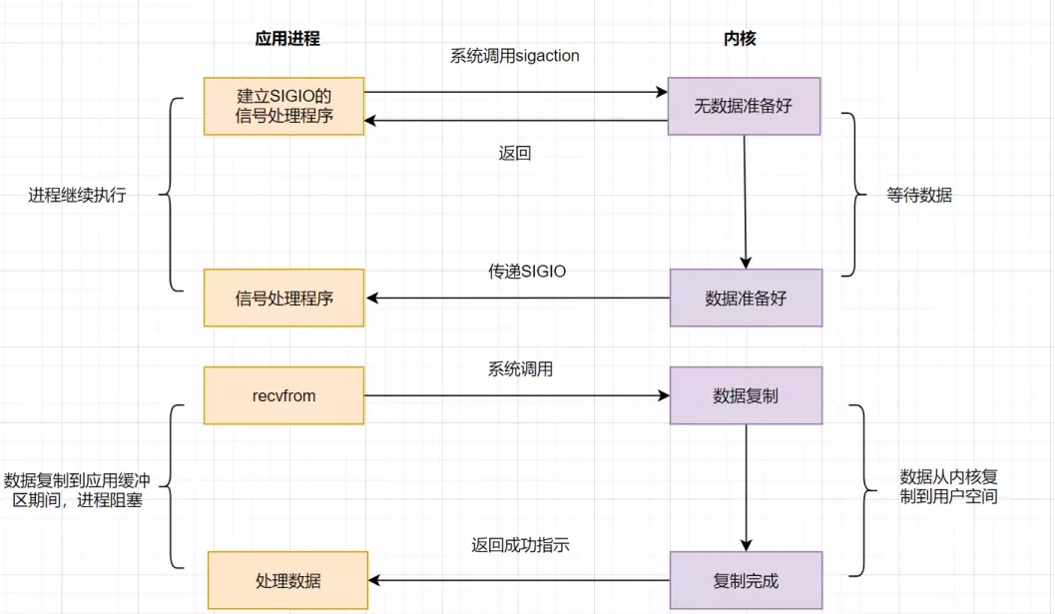 应用进程
内核
系统调用sigaction
建立SIGIO的
信号处理程序
无数据准备好
返回
进程继续执行
等待数据
传递SIGIO
信号处理程序
数据准备好
系统调用
recvfrom
数据复制
数据复制到应用缓冲
区期间，进程阻塞
数据从内核复
制到用户空间
返回成功指示
处理数据
复制完成